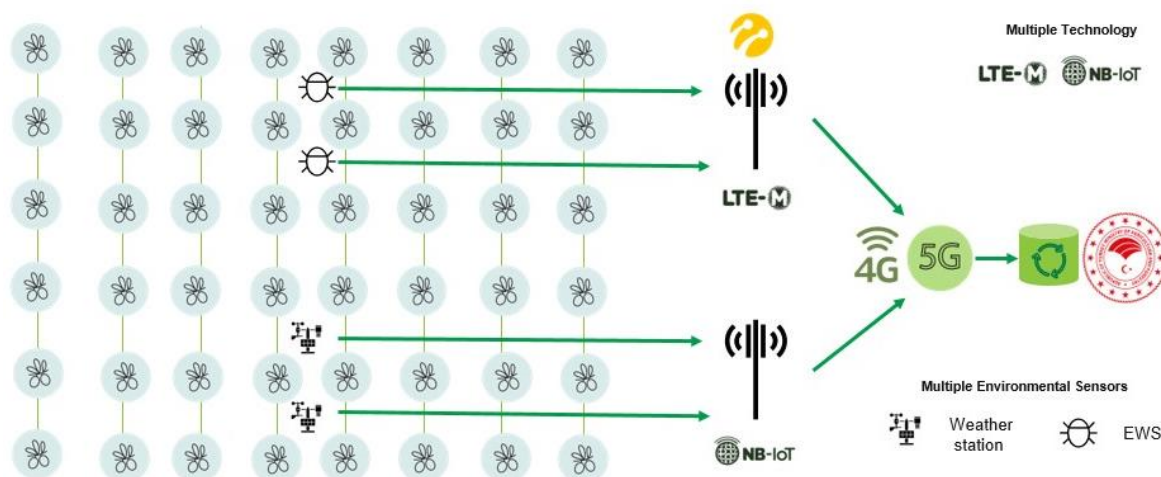 Multiple Technology
LTE-M NB-IoT
LTE-M
4G 5G
NB-IoT
Multiple Environmental Sensors
Weather station
EWS